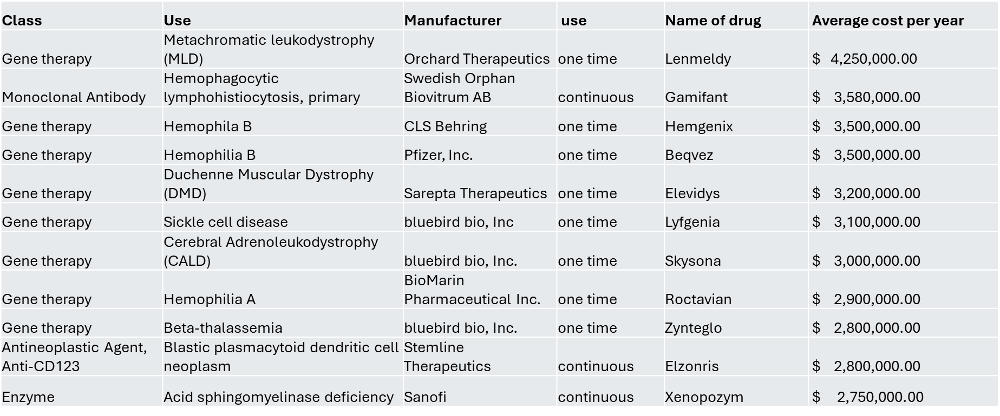 Class Use Manufacturer use Name of drug Average cost per year
Metachromatic leukodystrophy
Gene therapy (MLD) Orchard Therapeutics one time Lenmeldy $ 4,250,000.00
Hemophagocytic Swedish Orphan
Monoclonal Antibody lymphohistiocytosis, primary Biovitrum AB continuous Gamifant $ 3,580,000.00
Gene therapy Hemophila B CLS Behring one time Hemgenix $ 3,500,000.00
Gene therapy Hemophilia B Pfizer, Inc. one time Beqvez $ 3,500,000.00
Duchenne Muscular Dystrophy
Gene therapy (DMD) Sarepta Therapeutics one time Elevidys $ 3,200,000.00
Gene therapy Sickle cell disease bluebird bio, Inc one time Lyfgenia $ 3,100,000.00
Cerebral Adrenoleukodystrophy
Gene therapy (CALD) bluebird bio, Inc. one time Skysona $ 3,000,000.00
BioMarin
Gene therapy Hemophilia A Pharmaceutical Inc. one time Roctavian $ 2,900,000.00
Gene therapy Beta-thalassemia bluebird bio, Inc. one time Zynteglo $ 2,800,000.00
Antineoplastic Agent, Blastic plasmacytoid dendritic cell Stemline
Anti-CD123 neoplasm Therapeutics continuous Elzonris $ 2,800,000.00
Enzyme Acid sphingomyelinase deficiency Sanofi continuous Xenopozym $ 2,750,000.00